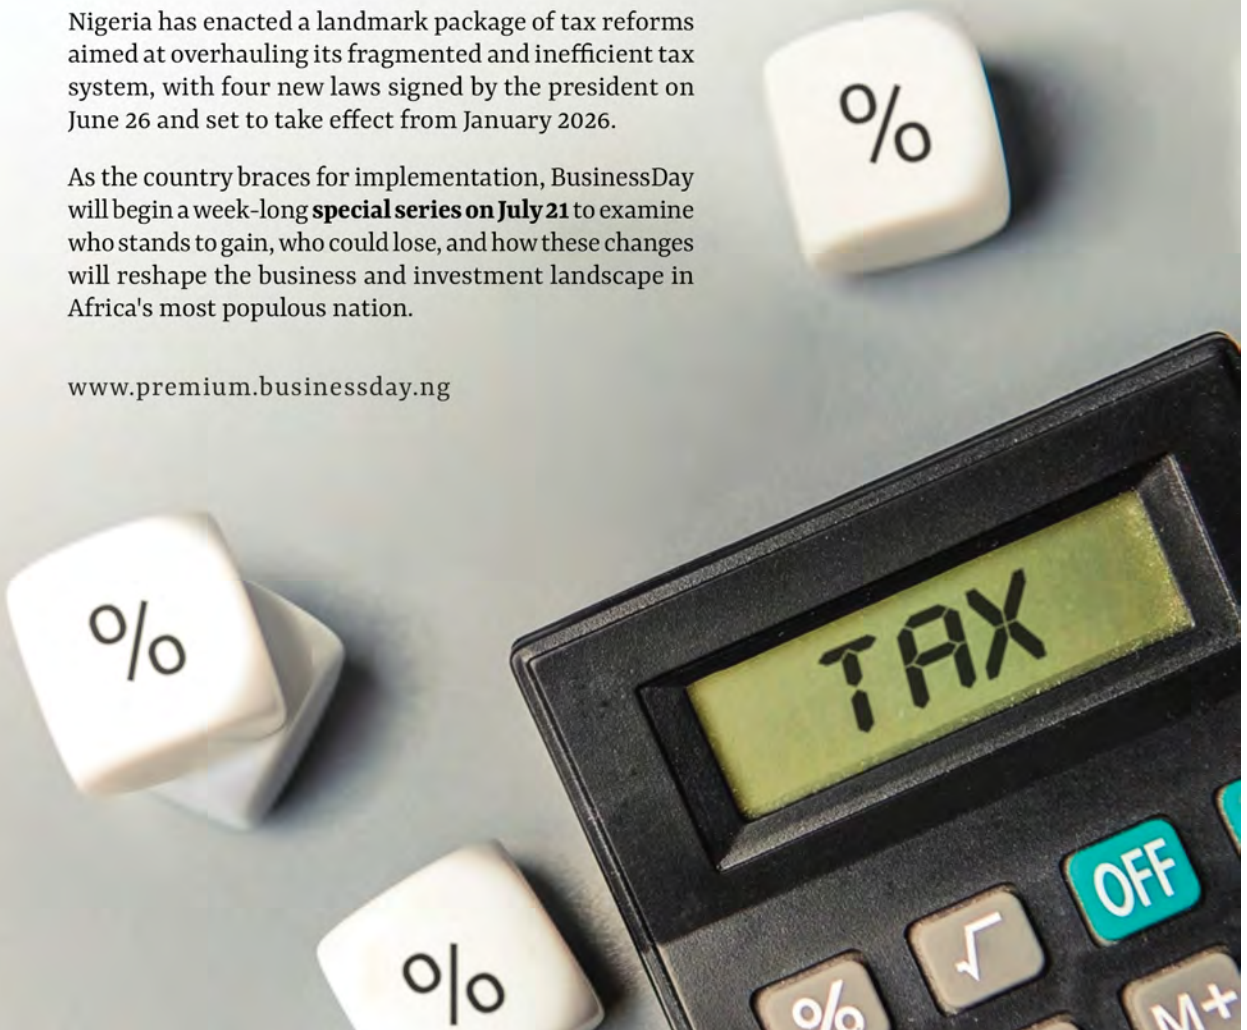 Nigeria has enacted a landmark package of tax reforms
aimed at overhauling its fragmented and inefficient tax
system, with four new laws signed by the president on
June 26 and set to take effect from January 2026.
As the country braces for implementation, BusinessDay
will begin a week-long special series on July 21 to examine
who stands to gain, who could lose, and how these changes
will reshape the business and investment landscape in
Africa's most populous nation.
www.premium.businessday.ng
%
%
TAX
OFF
√
%
%
M+